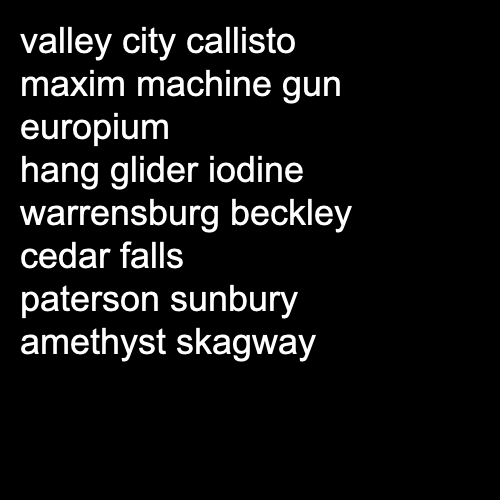 valley city callisto
maxim machine gun
europium
hang glider iodine
warrensburg beckley
cedar falls
paterson sunbury
amethyst skagway